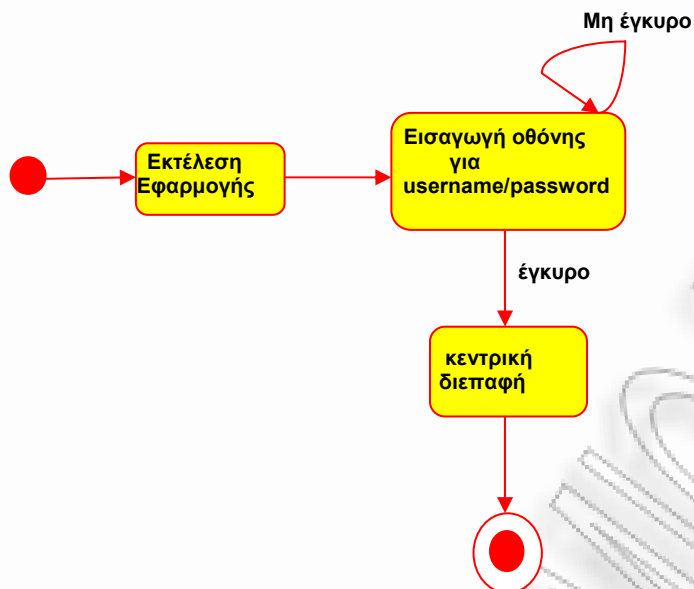 Μη έγκυρο
Εκτέλεση
Εφαρμογής
Εισαγωγή οθόνης
για
username/password
έγκυρο
κεντρική
διεπαφή